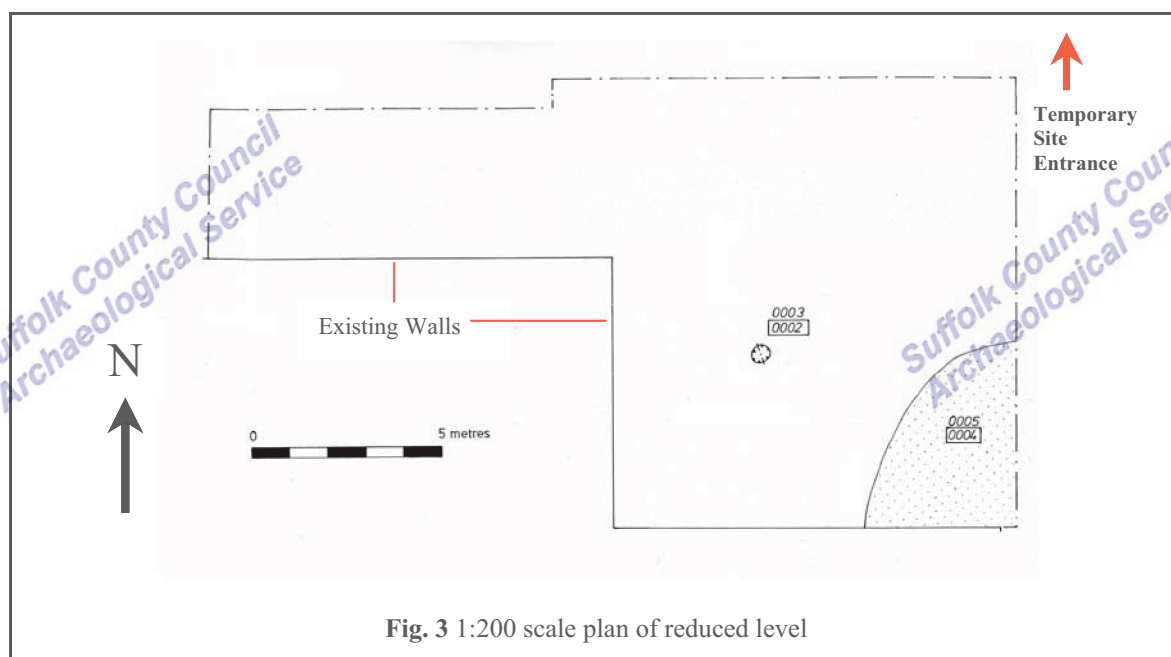 Temporary
Site
Entrance
Suffolk County Council
Archaeological Service
Suffolk County Coun
Archaeological Ser
0003
0002
Existing Walls
N
0005
0004
0 5 metres
Fig. 3 1:200 scale plan of reduced level